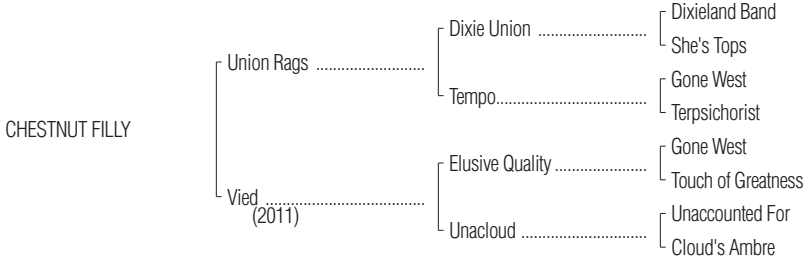 Dixieland Band
Dixie Union ..........................
She's Tops
Union Rags ..........................
Gone West
Tempo....................................
Terpsichorist
CHESTNUT FILLY
Gone West
Elusive Quality ......................
Touch of Greatness
Vied ......................................
(2011)
Unaccounted For
Unacloud ..............................
Cloud's Ambre